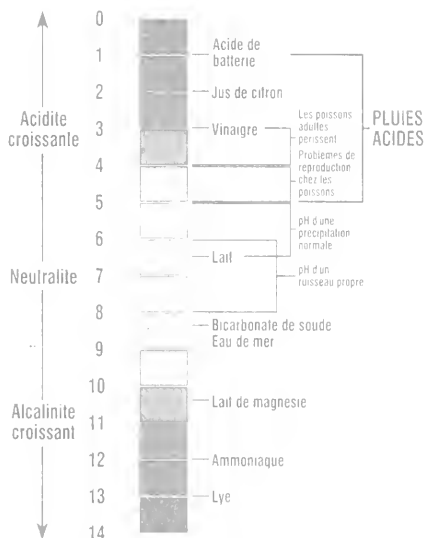 0
1
2
3
4
5
6
7
8
9
10
11
12
13
14
Acidite
croissante
Neutralite
Alcalinite
croissant
Acide de
batterie
Jus de citron
Vinaigre
Lait
Bicarbonate de soude
Eau de mer
Lait de magnesie
Ammoniaque
Lye
Les poissons
adultes
perissent
Problèmes de
reproduction
chez les
poissons
pH d'une
précipitation
normale
pH d'un
ruisseau propre
PLUIES
ACIDES